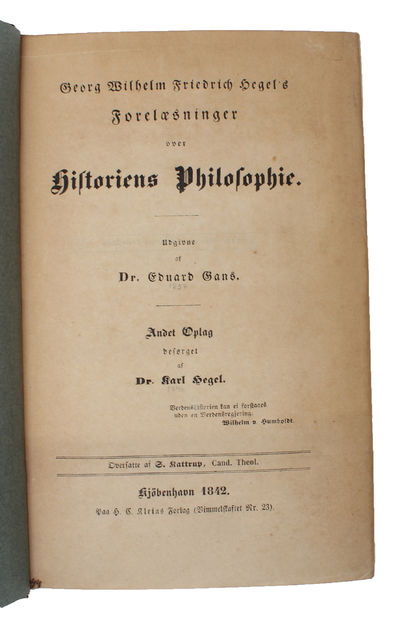 Georg Wilhelm Friedrich Hegel's
Forelæsninger
over
Historiens Philosophie.
Udgivne
af
Dr. Eduard Gans.
1837
Andet Oplag
besørget
af
Dr. Karl Hegel.
Verdenshistorien kan ei forstaaes
uden en Verdensregjering.
Wilhelm v Humboldt.
Oversatte af S. Kattrup, Cand. Theol.
Kjöbenhavn 1842.
Paa H. C. Kleins Forlag (Vimmelskaftet Nr. 23).